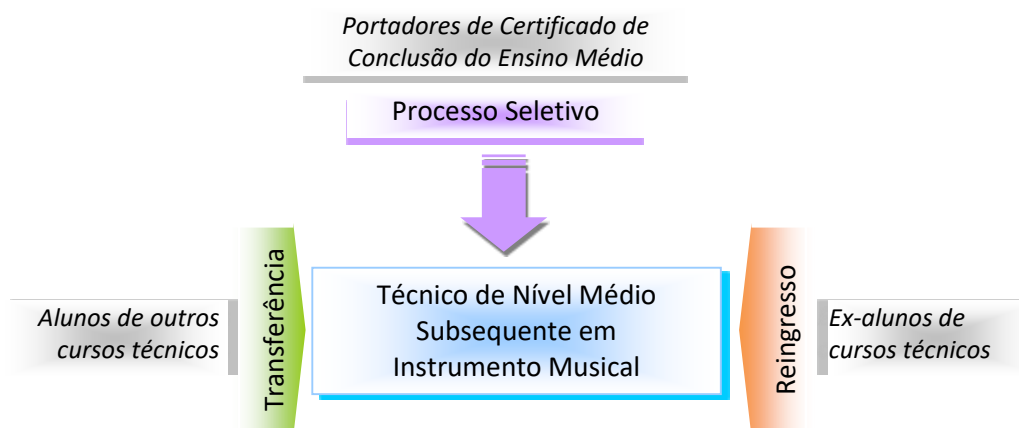 Portadores de Certificado de
Conclusão do Ensino Médio
Processo Seletivo
Transferência
Alunos de outros
cursos técnicos
Técnico de Nível Médio
Subsequente em
Instrumento Musical
Reingresso
Ex-alunos de
cursos técnicos